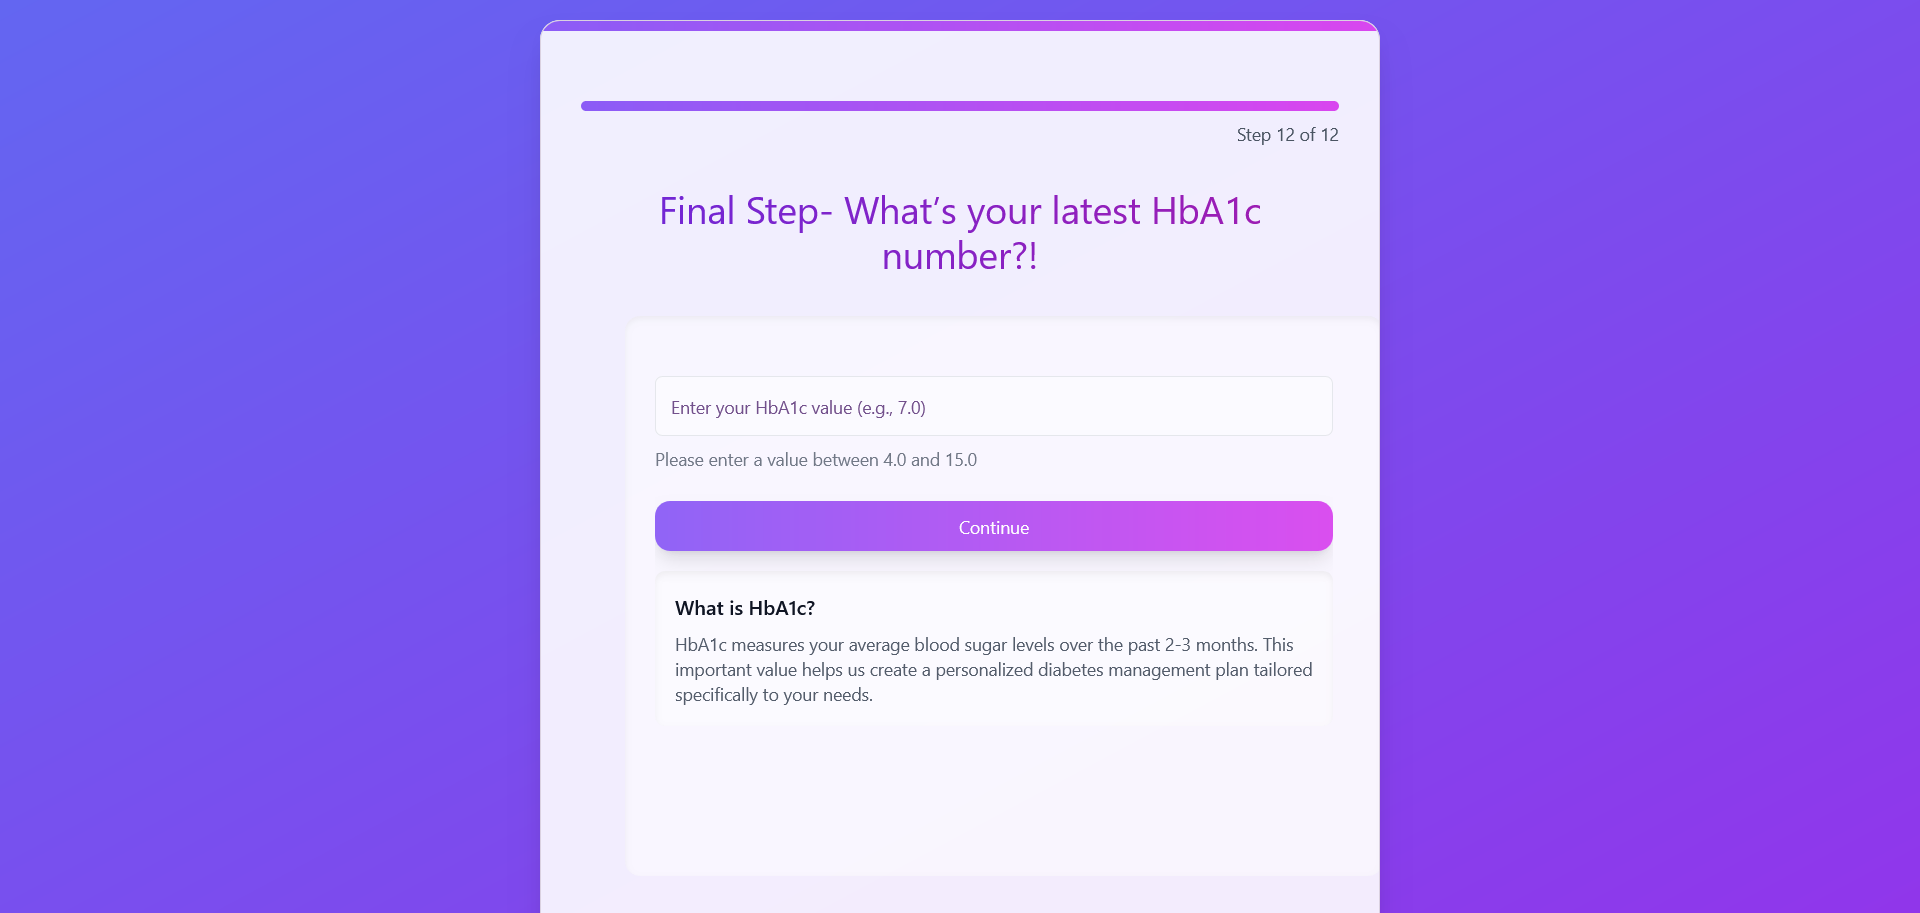 Step 12 of 12
Final Step- What’s your latest HbA1c
number?!
Enter your HbA1c value (e.g., 7.0)
Please enter a value between 4.0 and 15.0
Continue
What is HbA1c?
HbA1c measures your average blood sugar levels over the past 2-3 months. This
important value helps us create a personalized diabetes management plan tailored
specifically to your needs.